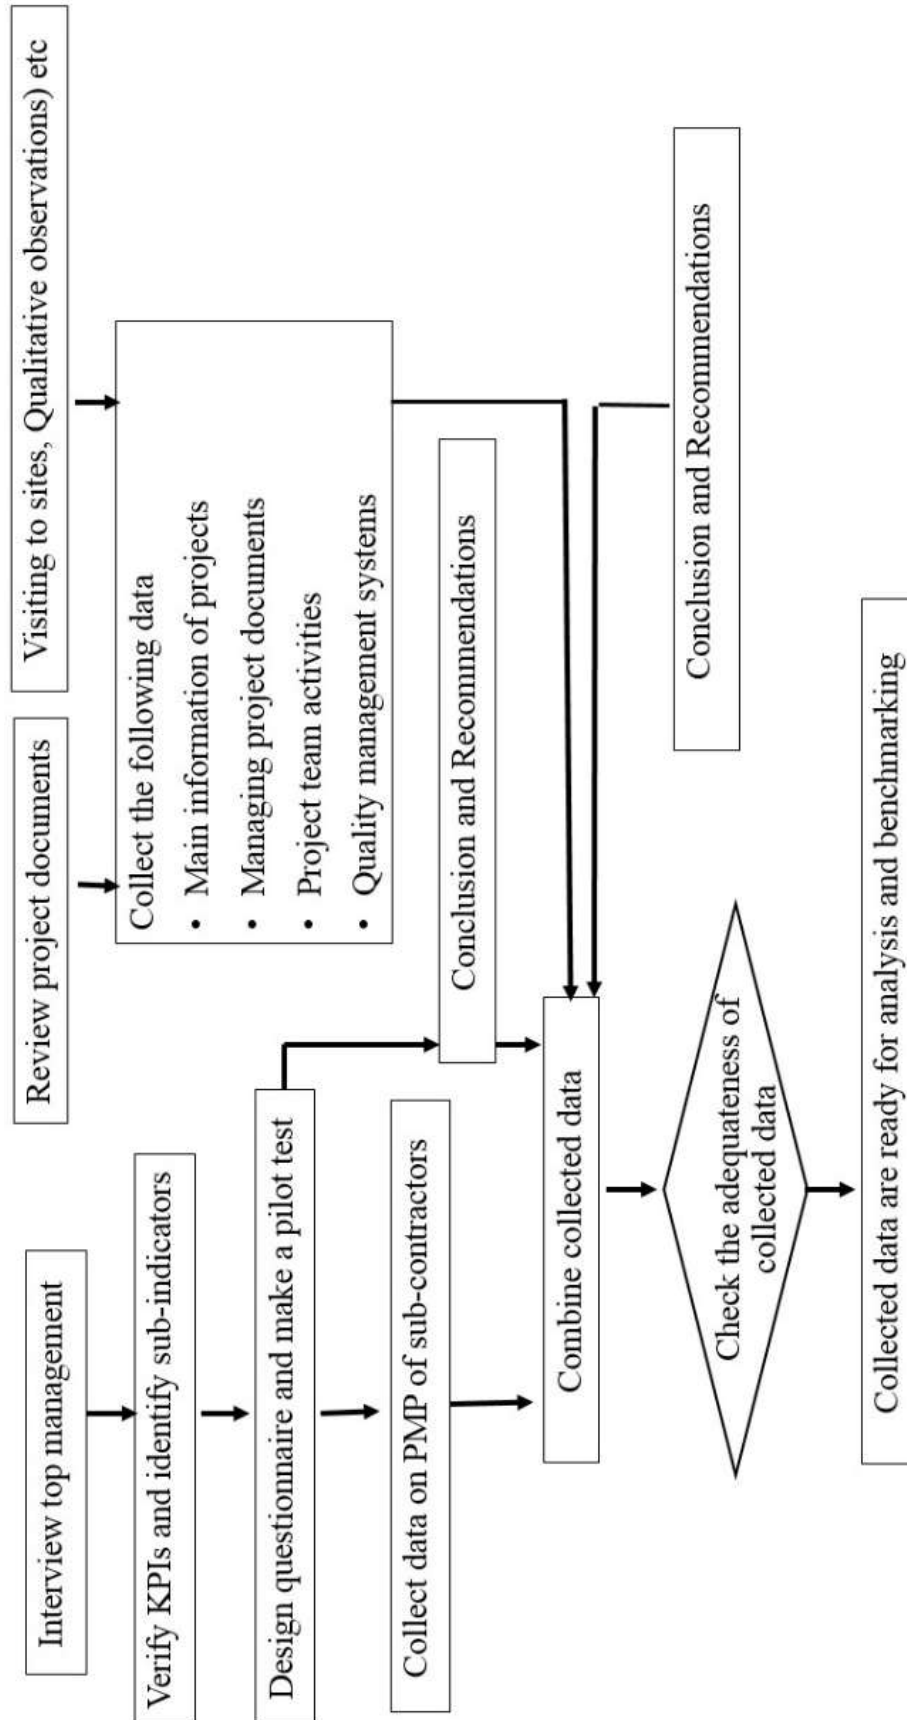 Interview top management
Review project documents
Visiting to sites, Qualitative observations) etc
Verify KPIs and identify sub-indicators
Collect the following data
• Main information of projects
• Managing project documents
• Project team activities
• Quality management systems
Design questionnaire and make a pilot test
Collect data on PMP of sub-contractors
Conclusion and Recommendations
Combine collected data
Conclusion and Recommendations
Check the adequateness of
collected data
Collected data are ready for analysis and benchmarking